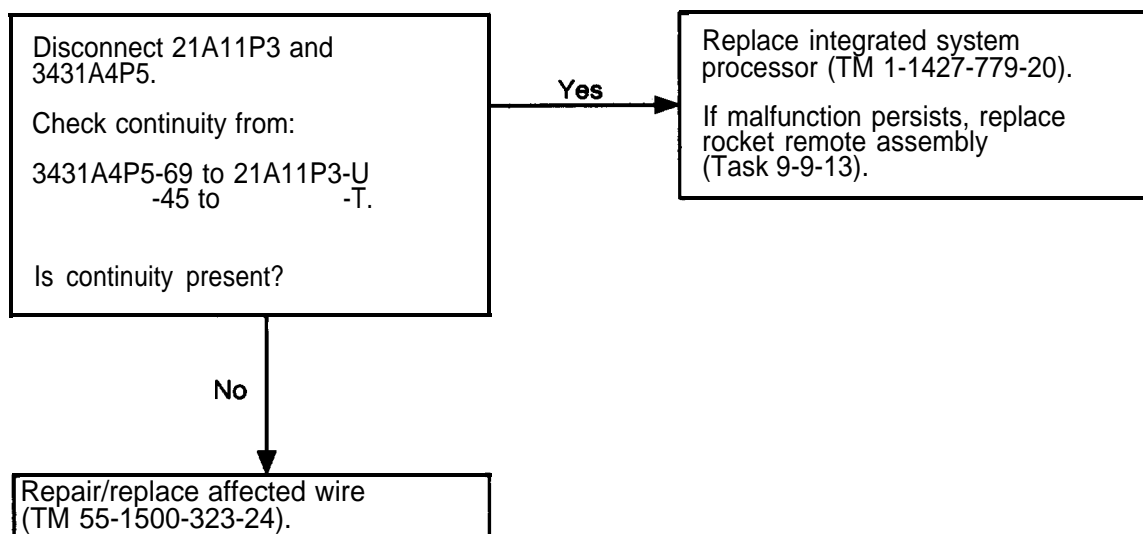 Disconnect 21A11P3 and
3431A4P5.
Check continuity from:
3431A4P5-69 to 21A11P3-U
-45 to -T.
Is continuity present?
Yes
Replace integrated system
processor (TM 1-1427-779-20).
If malfunction persists, replace
rocket remote assembly
(Task 9-9-13).
No
Repair/replace affected wire
(TM 55-1500-323-24).